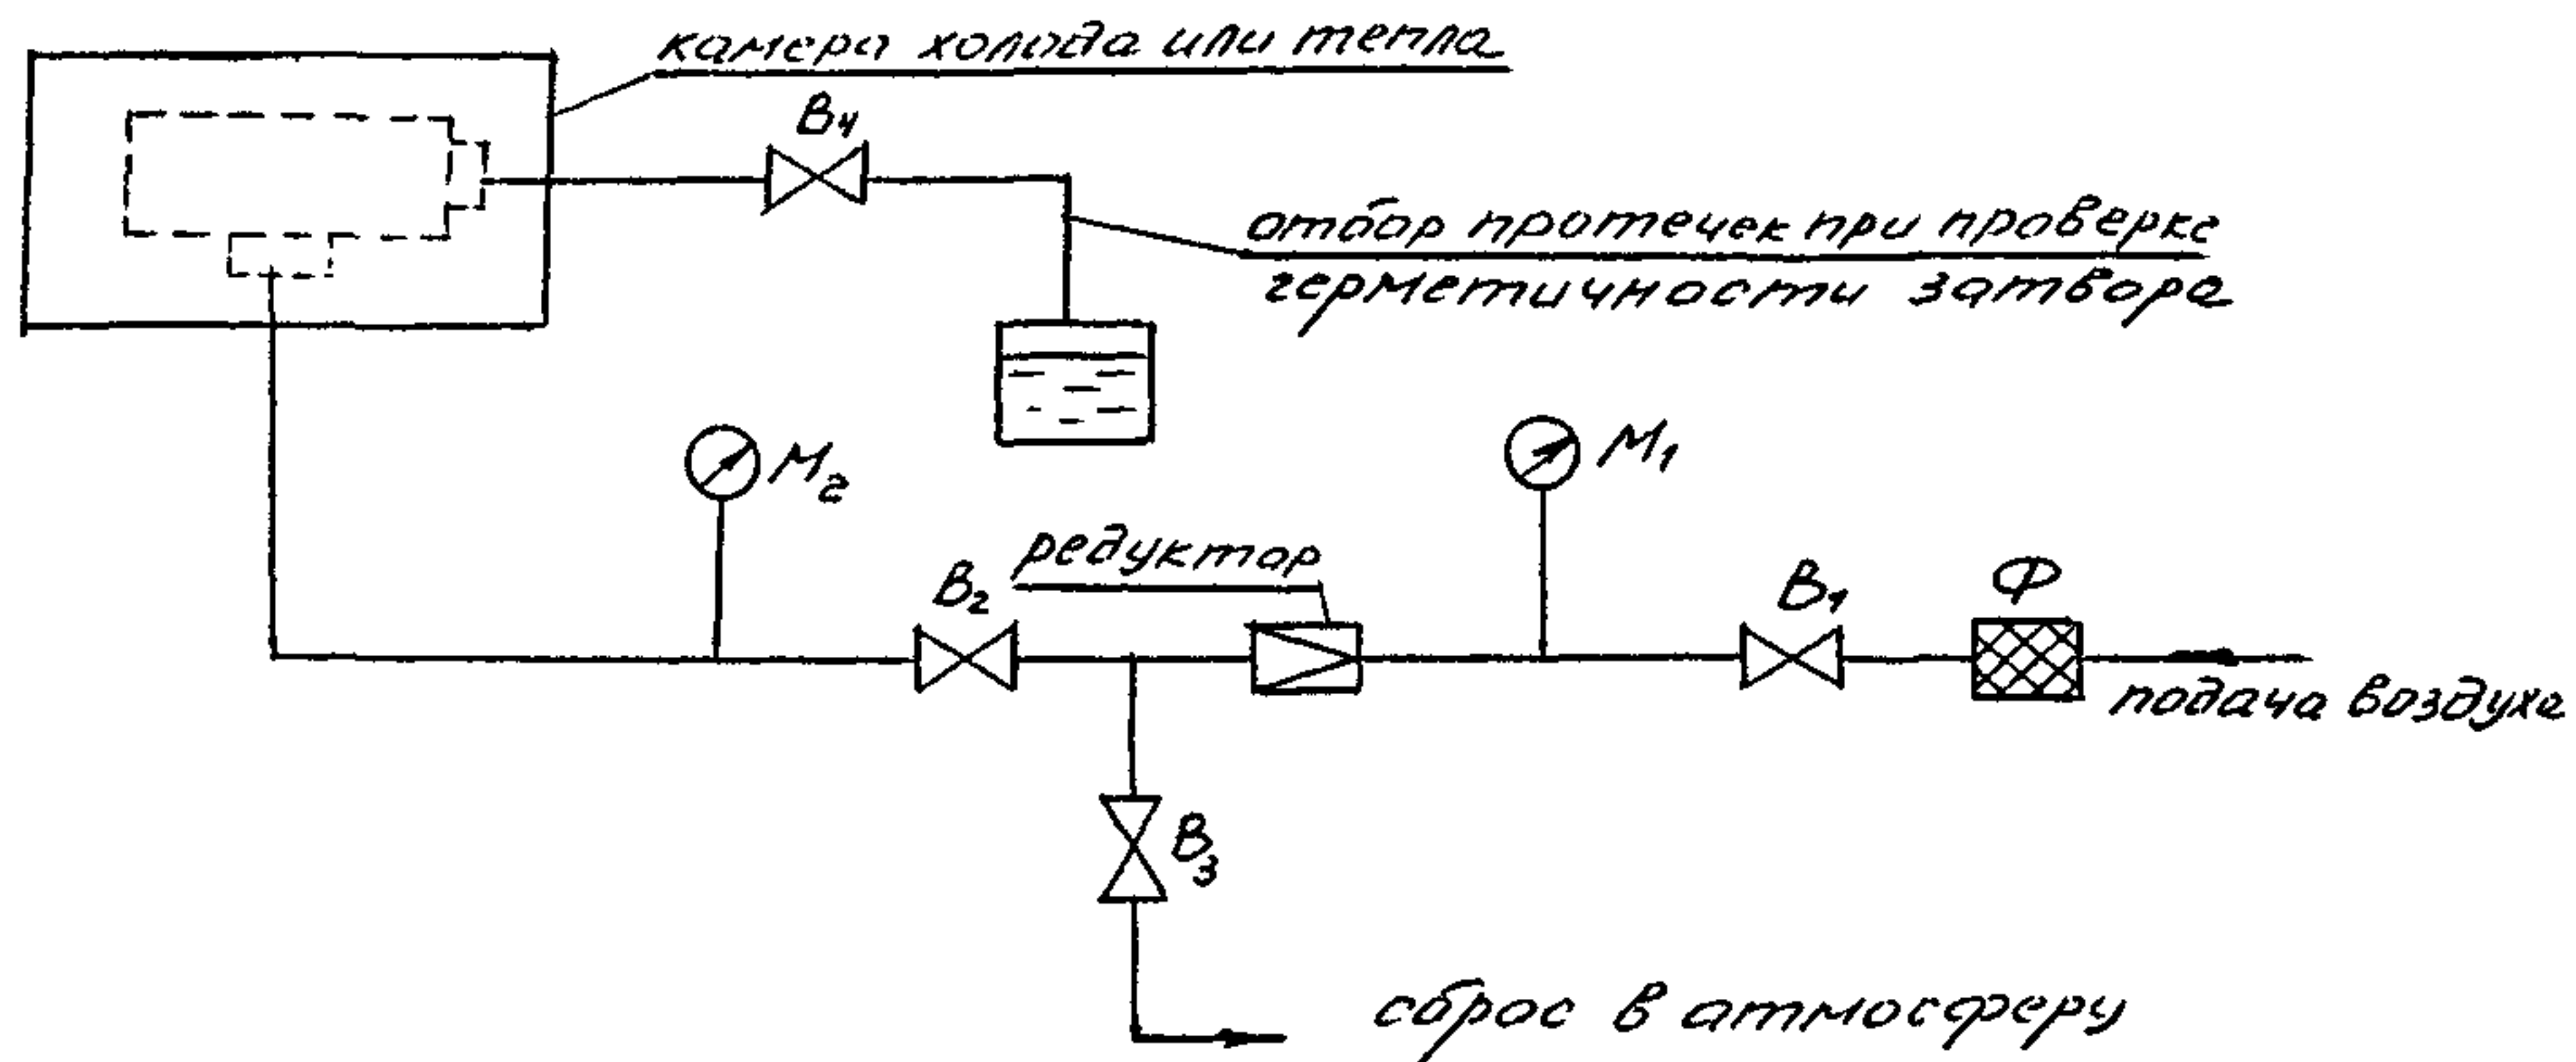 камера холода или тепла
В4
отбор протечек при проверке
герметичности затвора
М2
М1
редуктор
В2
В1
Ф
подача воздуха
В3
сброс в атмосферу